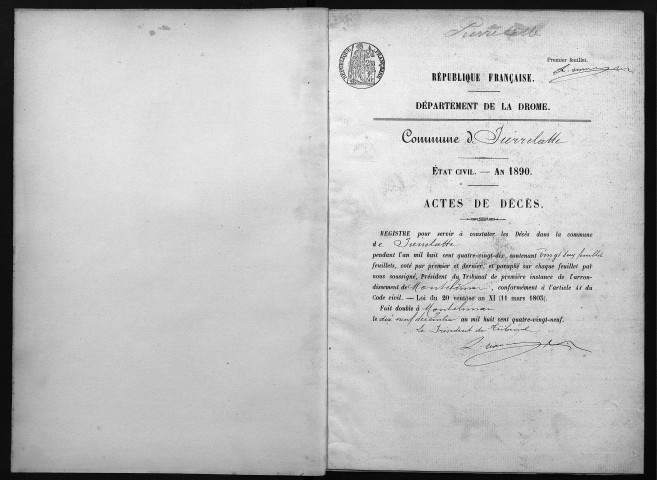 Pierrelatte
Premier feuillet.
RÉPUBLIQUE FRANÇAISE.
DÉPARTEMENT DE LA DROME.
Commune de Pierrelatte
ÉTAT CIVIL. — AN 1890.
ACTES DE DÉCÈS.
REGISTRE pour servir à constater les Décès dans la commune
de Pierrelatte
pendant l'an mil huit cent quatre-vingt-dix, contenant vingt six feuillets
feuillets, coté par premier et dernier, et paraphé sur chaque feuillet par
nous soussigné, Président du Tribunal de première instance de l'arron-
dissement de Montélimar, conformément à l'article 41 du
Code civil. — Loi du 20 ventose an XI (11 mars 1803).
Fait double à Montélimar
le dix neuf décembre an mil huit cent quatre-vingt-neuf.
Le Président du Tribunal